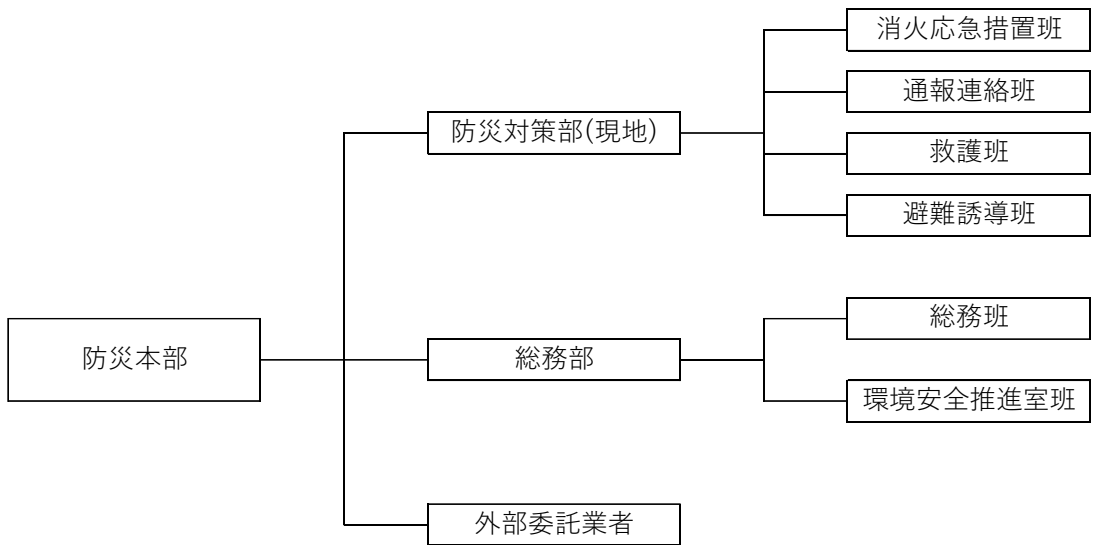 消火応急措置班
通報連絡班
防災対策部(現地)
救護班
避難誘導班
総務班
防災本部
総務部
環境安全推進室班
外部委託業者